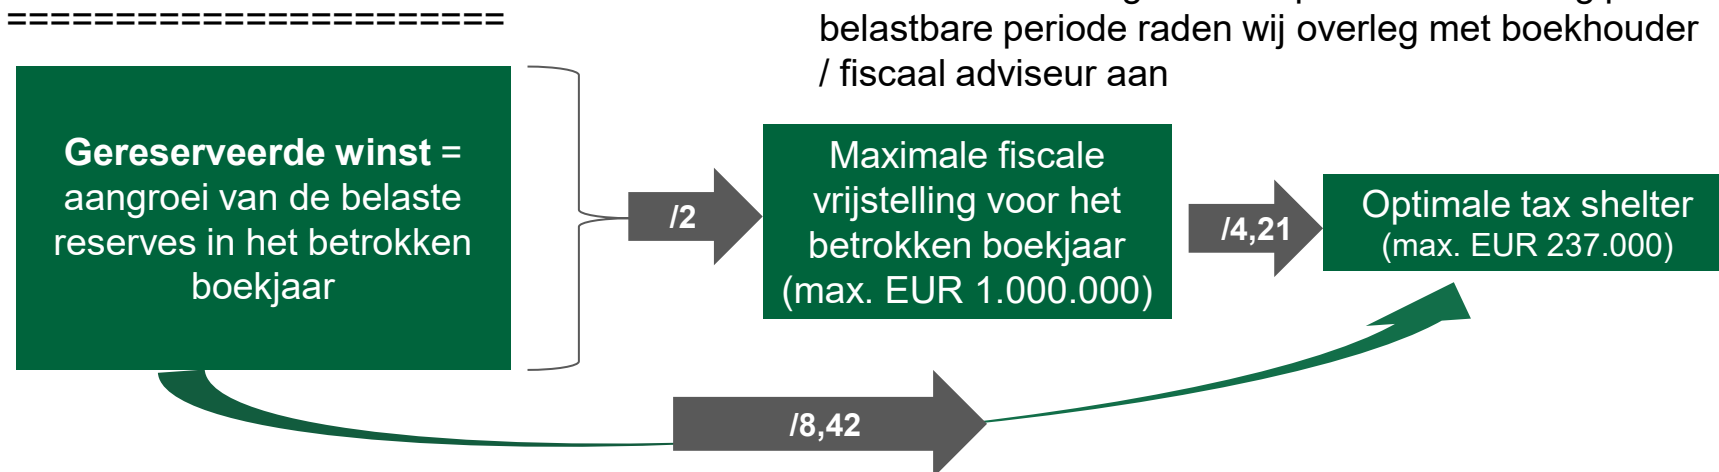 =====================
belastbare periode raden wij overleg met boekhouder
/ fiscaal adviseur aan
Gereserveerde winst =
aangroei van de belaste
reserves in het betrokken
boekjaar
/2
Maximale fiscale
vrijstelling voor het
betrokken boekjaar
(max. EUR 1.000.000)
/4,21
Optimale tax shelter
(max. EUR 237.000)
/8,42